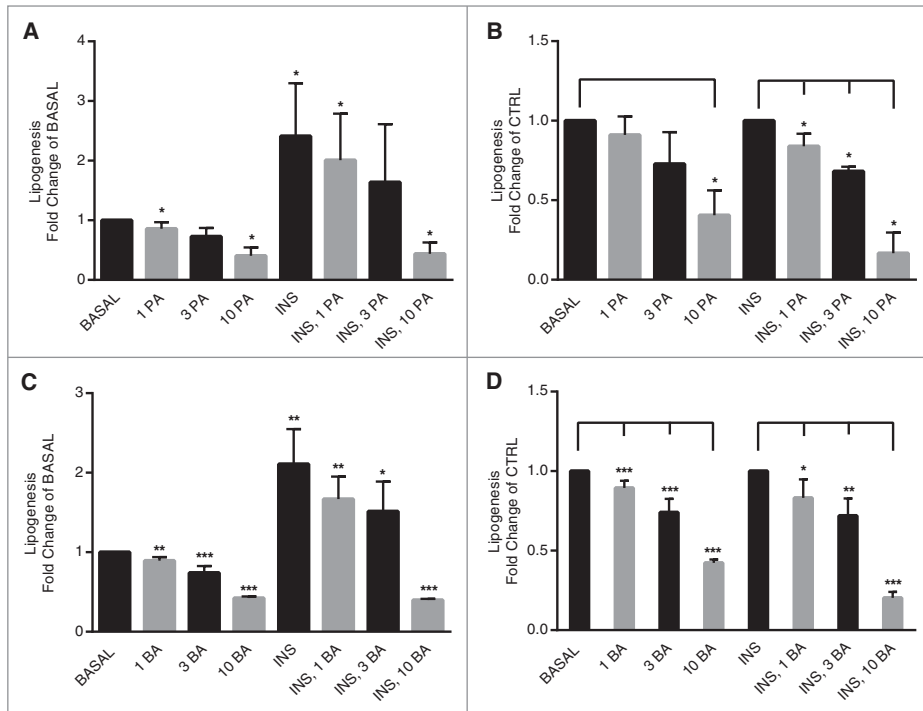 A
Lipogenesis
Fold Change of BASAL
4
3
2
1
0
* * * * * *
BASAL 1 PA 3 PA 10 PA INS INS, 1 PA INS, 3 PA INS, 10 PA
B
Lipogenesis
Fold Change of CTRL
1.5
1.0
0.5
0.0
* * * *
BASAL 1 PA 3 PA 10 PA INS INS, 1 PA INS, 3 PA INS, 10 PA
C
Lipogenesis
Fold Change of BASAL
3
2
1
0
** *** *** ** ** * ***
BASAL 1 BA 3 BA 10 BA INS INS, 1 BA INS, 3 BA INS, 10 BA
D
Lipogenesis
Fold Change of CTRL
1.5
1.0
0.5
0.0
*** *** *** * ** ***
BASAL 1 BA 3 BA 10 BA INS INS, 1 BA INS, 3 BA INS, 10 BA